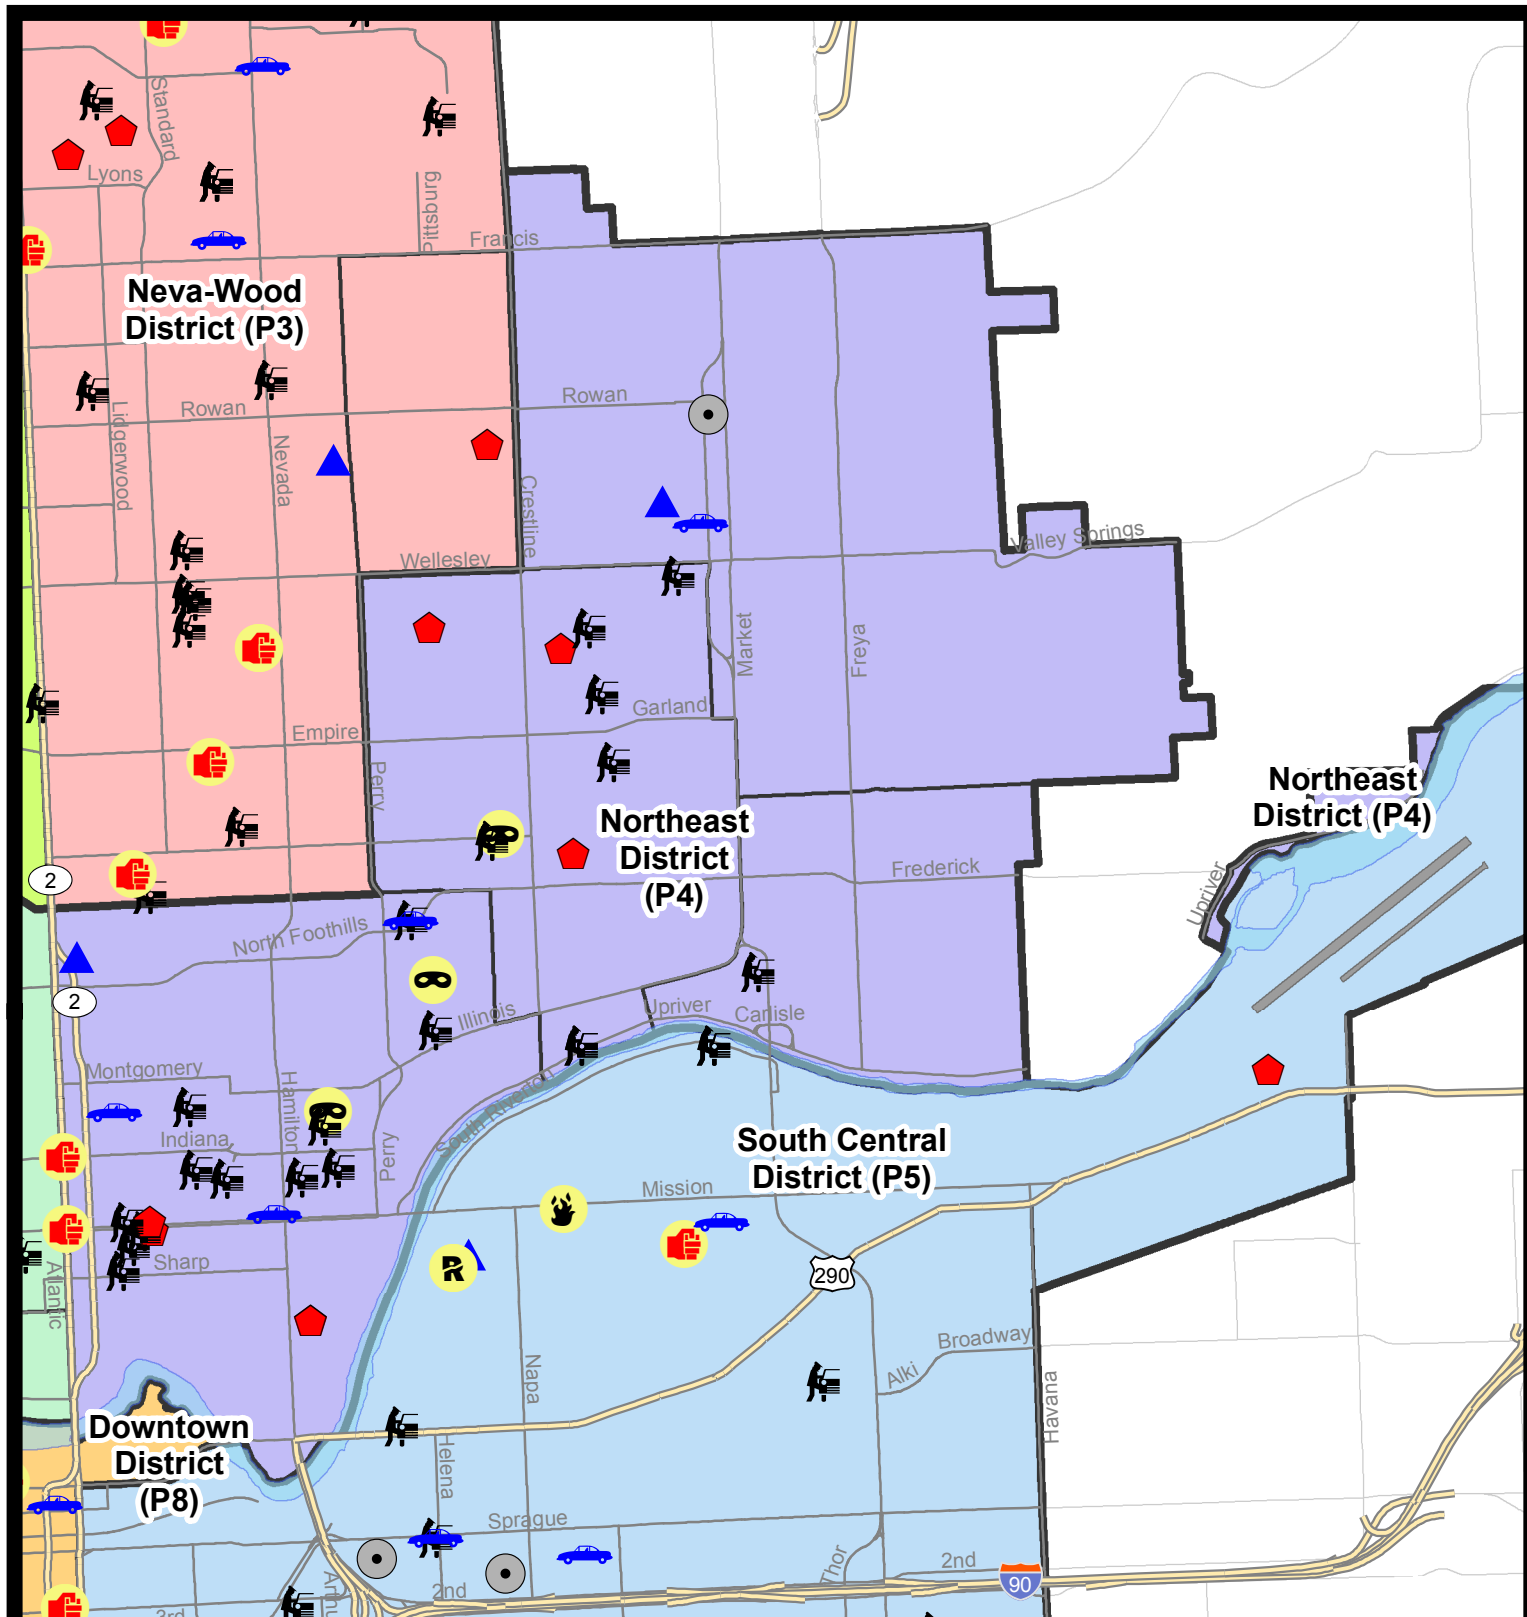 Standard
Lyons
Pittsburg
Francis
Neva-Wood
District (P3)
Rowan
Rowan
Lidgerwood
Nevada
Crestline
Wellesley
Valley Springs
Market
Freya
Garland
Empire
Perry
Northeast
District
(P4)
Northeast
District (P4)
Frederick
Upriver
2
North Foothills
2
Illinois
Upriver
Carlisle
Montgomery
Hamilton
South Riverton
Indiana
Perry
South Central
District (P5)
Mission
Sharp
Atlantic
R
290
Napa
Broadway
Alki
Havana
Downtown
District
(P8)
Helena
Sprague
Thor
2nd
90
2nd
3rd